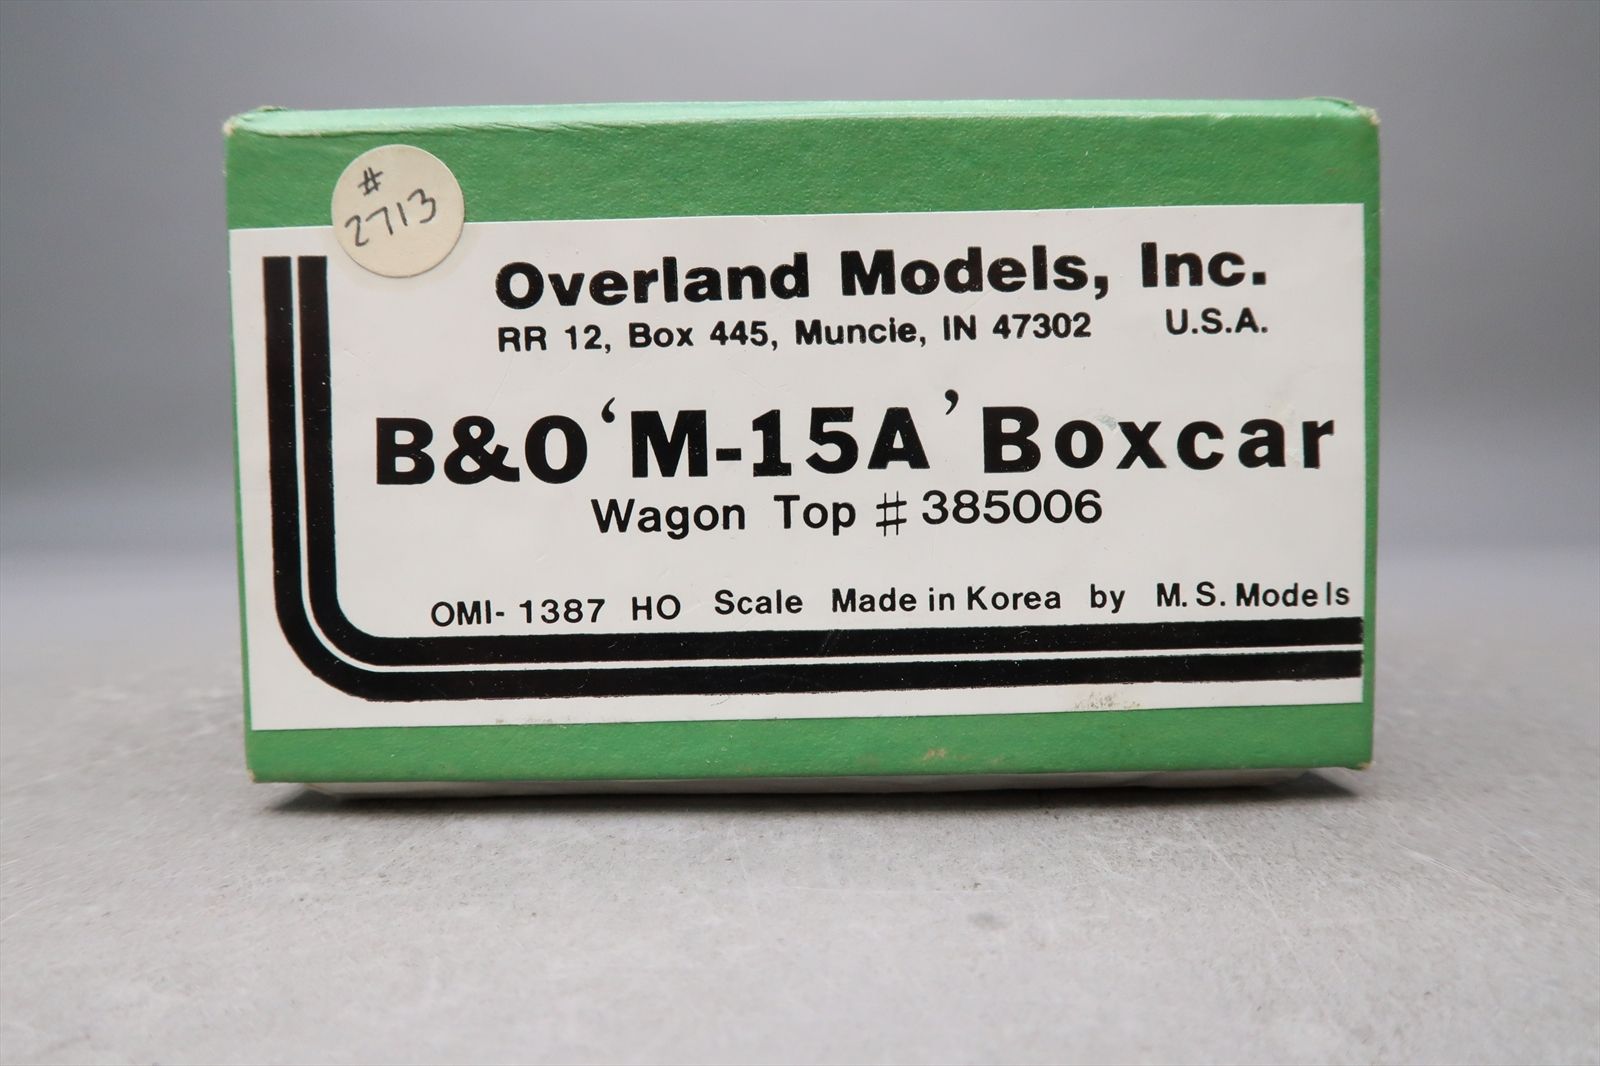 #
2713
Overland Models, Inc.
RR 12, Box 445, Muncie, IN 47302 U.S.A.
B&O 'M-15A' Boxcar
Wagon Top # 385006
OMI- 1387 HO Scale Made in Korea by M. S. Models